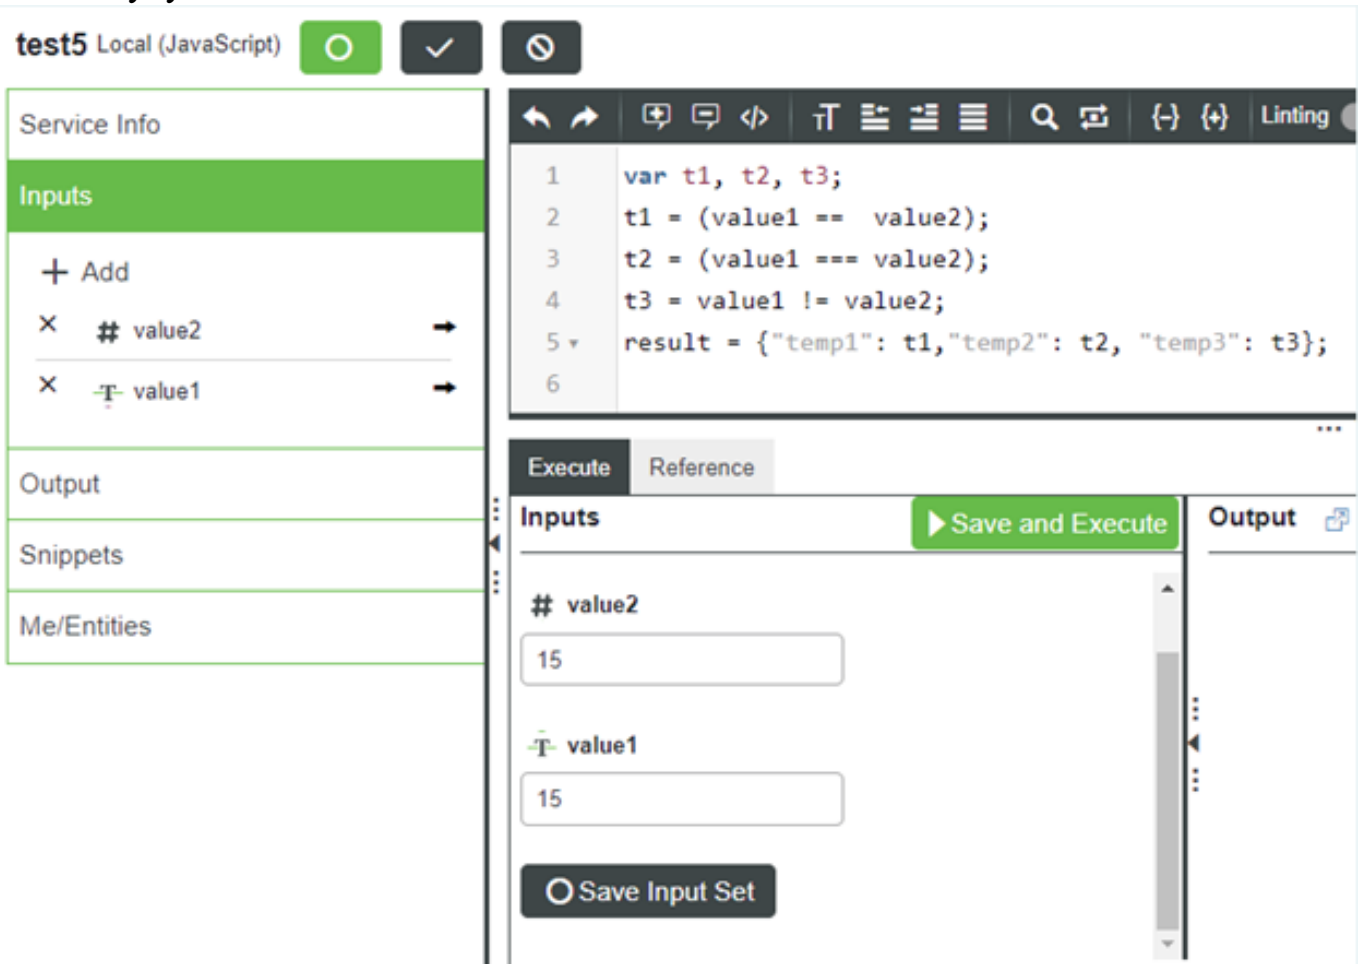 test5 Local (JavaScript)
Service Info
Inputs
+ Add
× # value2
× T value1
Output
Snippets
Me/Entities
T Linting
1 var t1, t2, t3;
2 t1 = (value1 ==  value2);
3 t2 = (value1 === value2);
4 t3 = value1 != value2;
5 result = {"temp1": t1,"temp2": t2, "temp3": t3};
6
Execute Reference
Inputs Save and Execute Output
# value2
15
T value1
15
Save Input Set